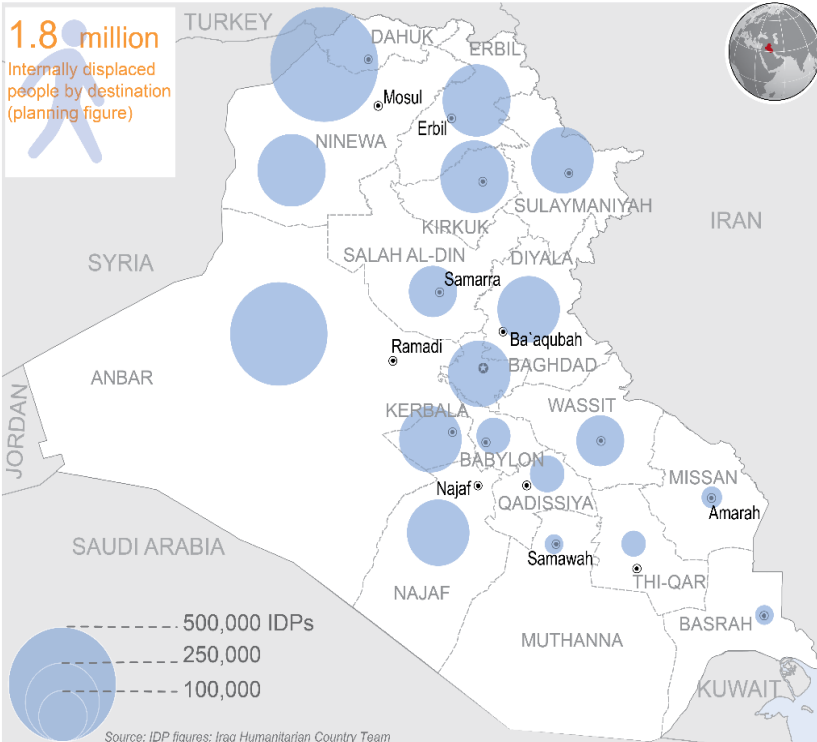 1.8 million
Internally displaced
people by destination
(planning figure)
TURKEY
DAHUK
ERBIL
Mosul
Erbil
NINEWA
SULAYMANIYAH
KIRKUK
IRAN
SYRIA
SALAH AL-DIN
DIYALA
Samarra
Ba`aqubah
Ramadi
BAGHDAD
ANBAR
JORDAN
KERBALA
WASSIT
BABYLON
MISSAN
Najaf
QADISSIYA
Amarah
SAUDI ARABIA
Samawah
THI-QAR
NAJAF
BASRAH
MUTHANNA
KUWAIT
500,000 IDPs
250,000
100,000
Source: IDP figures: Iraq Humanitarian Country Team